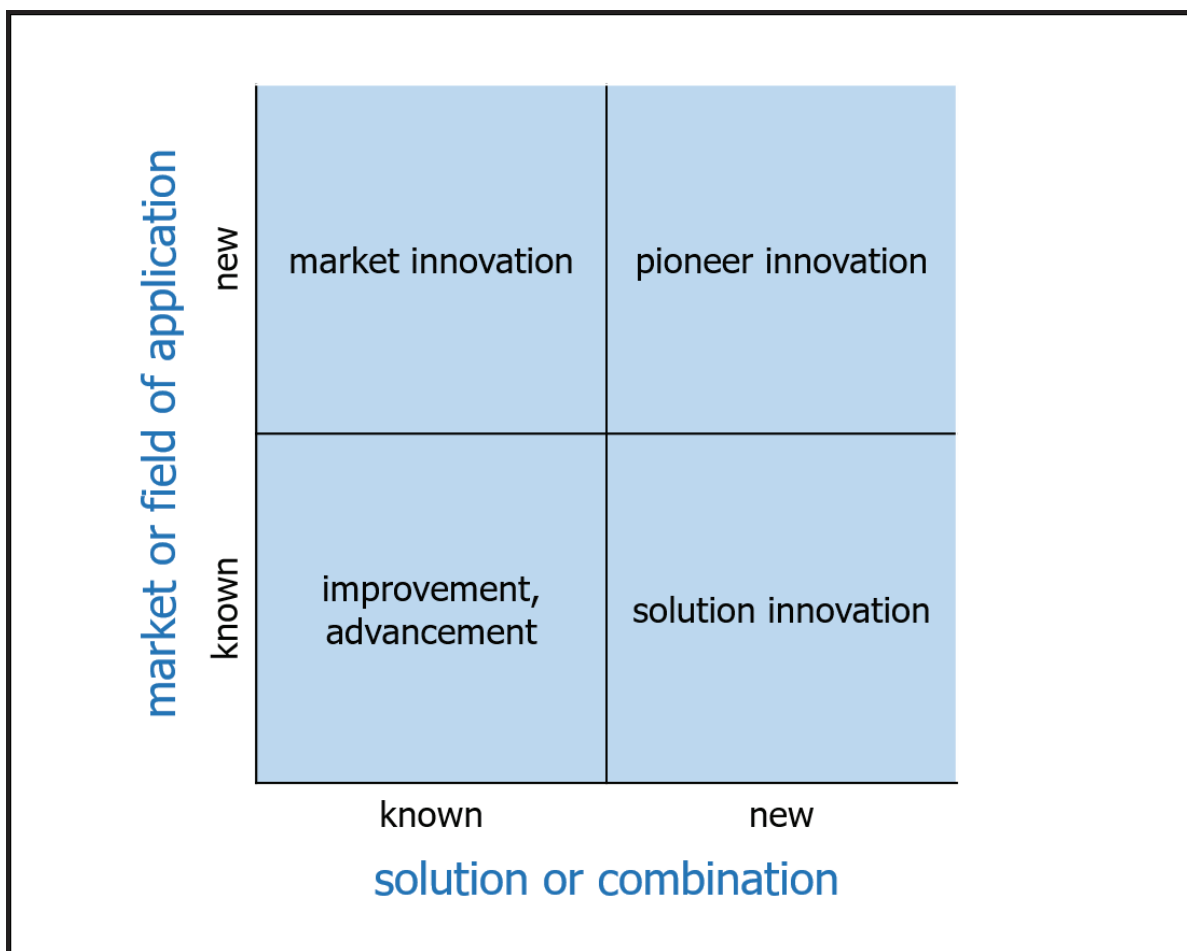 market or field of application
new
market innovation
pioneer innovation
known
improvement,
advancement
solution innovation
known
new
solution or combination